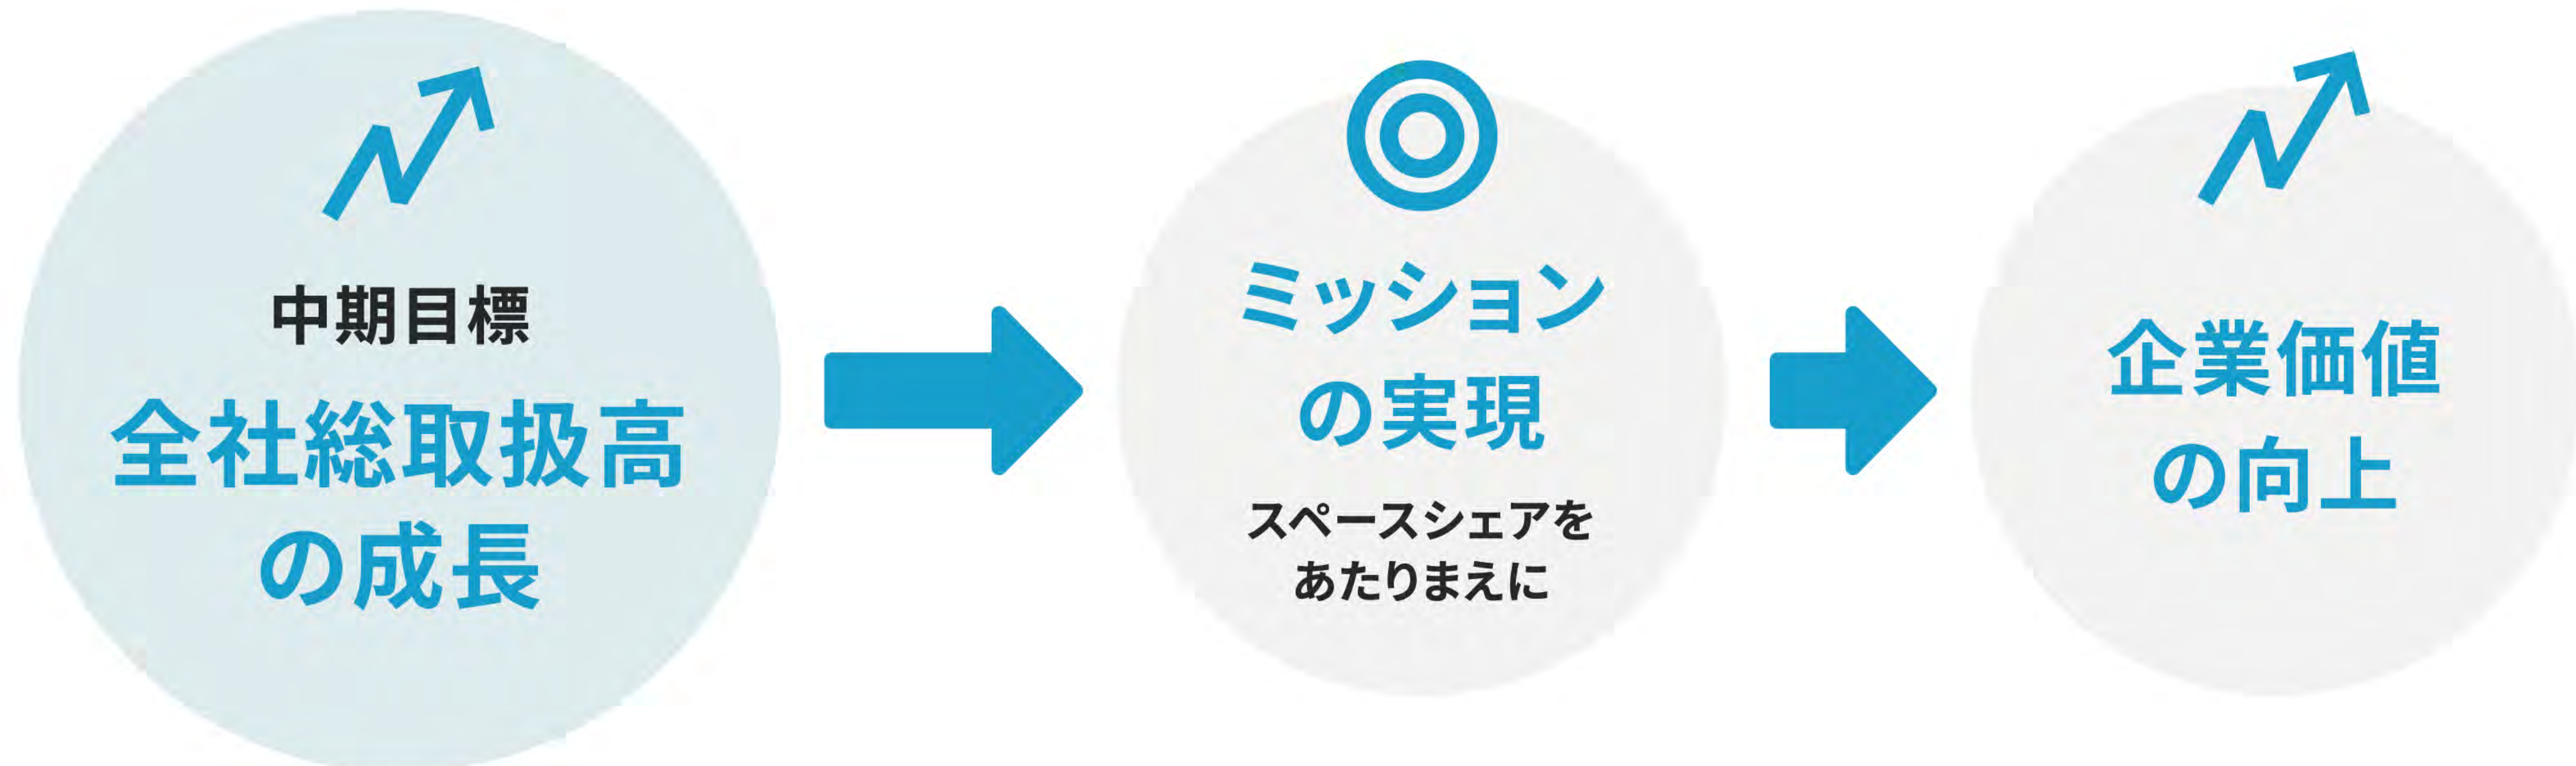 中期目標
全社総取扱高
の成長
ミッション
の実現
スペースシェアを
あたりまえに
企業価値
の向上